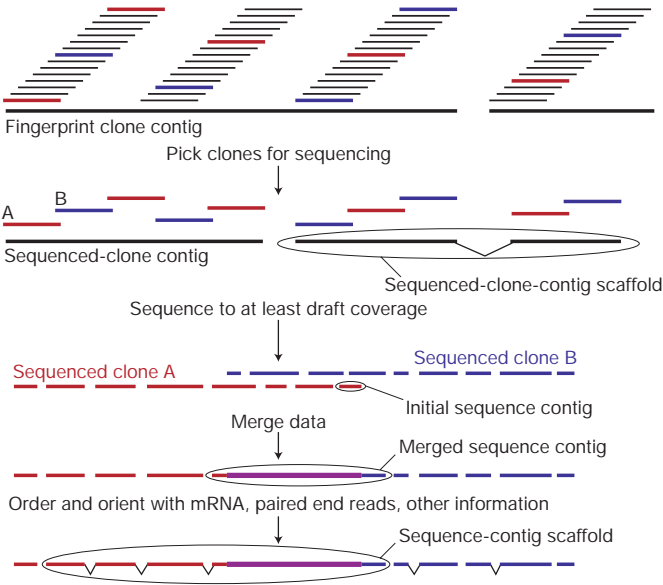 Fingerprint clone contig
Pick clones for sequencing
B
A
Sequenced-clone contig
Sequenced-clone-contig scaffold
Sequence to at least draft coverage
Sequenced clone A
Sequenced clone B
Initial sequence contig
Merge data
Merged sequence contig
Order and orient with mRNA, paired end reads, other information
Sequence-contig scaffold